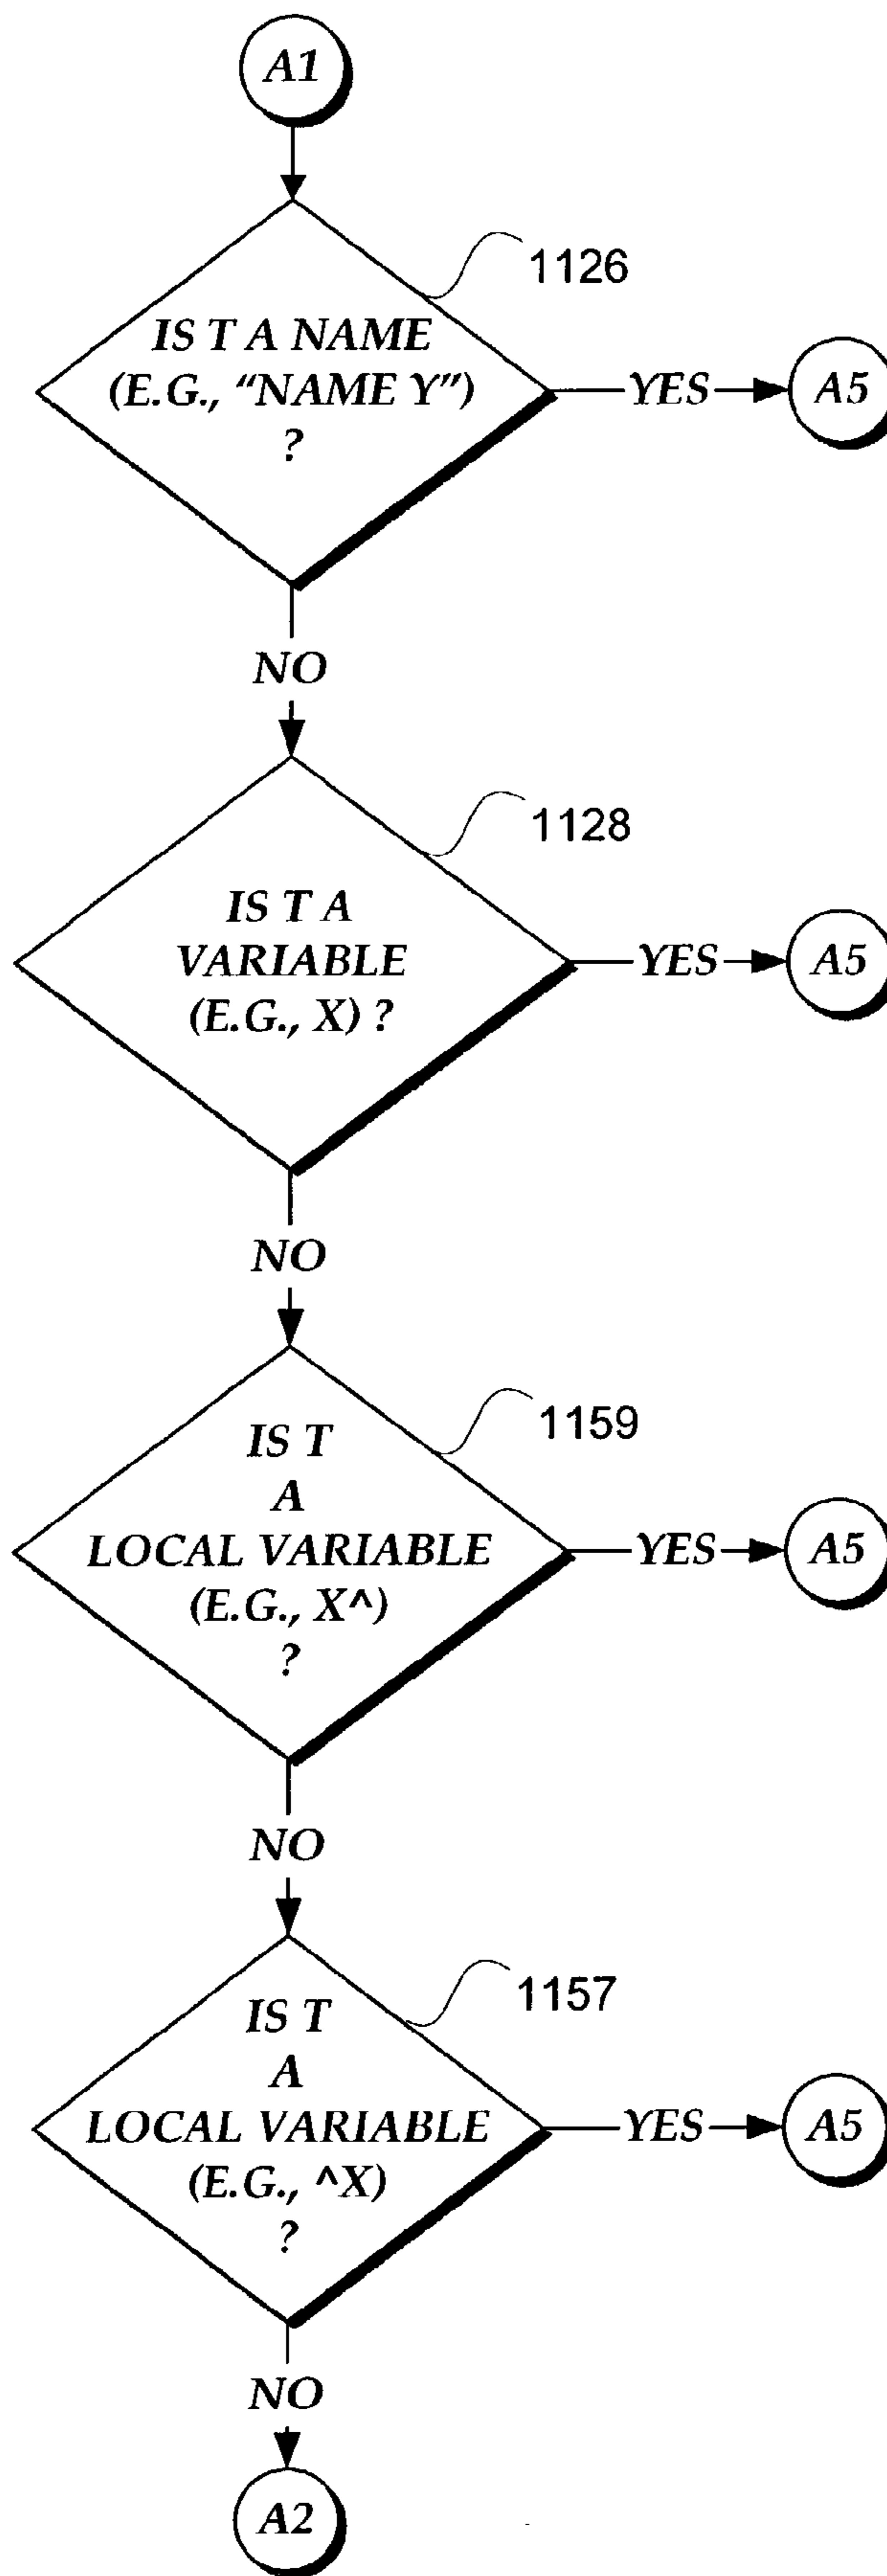 A1
1126
IS T A NAME
(E.G., “NAME Y”)
?
YES
A5
NO
1128
IS T A
VARIABLE
(E.G., X) ?
YES
A5
NO
1159
IS T
A
LOCAL VARIABLE
(E.G., X^)
?
YES
A5
NO
1157
IS T
A
LOCAL VARIABLE
(E.G., ^X)
?
YES
A5
NO
A2